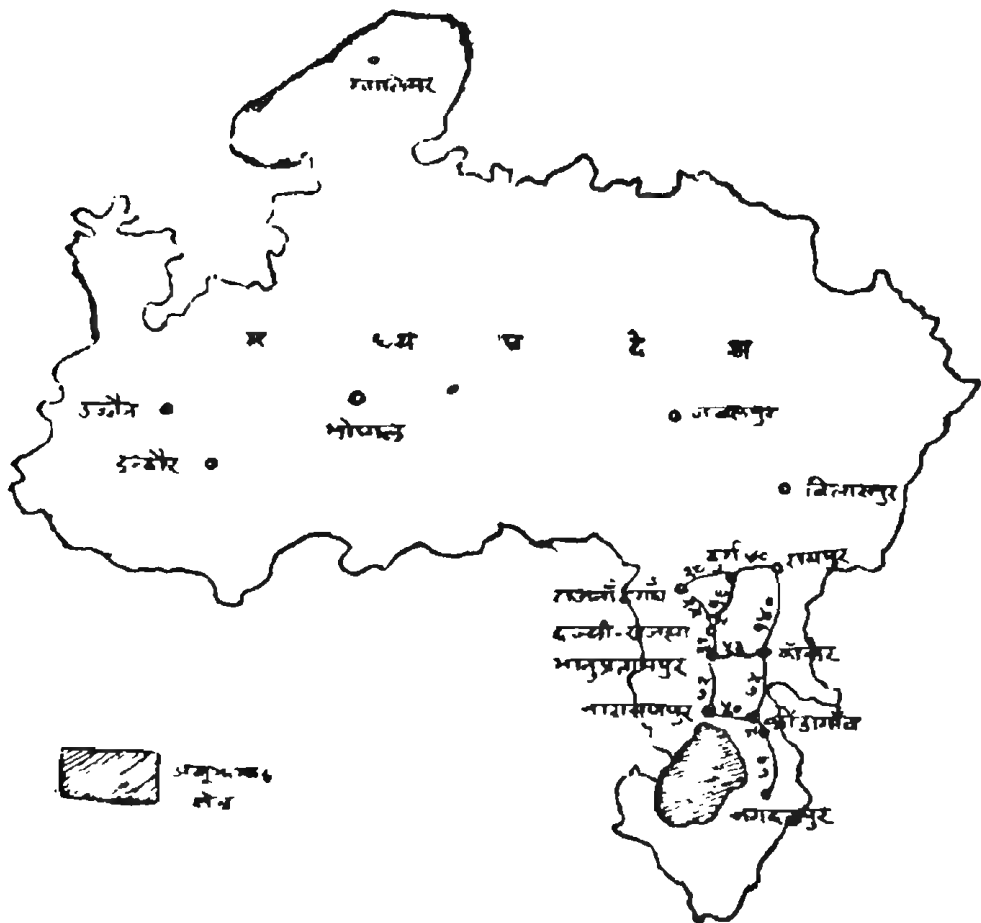 ग्वालियर
म ध्य प्र दे श
उज्जैन
भोपाल
जबलपुर
इन्दौर
बिलासपुर
दुर्ग
रायपुर
राजनाँदगाँव
दल्ली-राजहरा
भानुप्रतापपुर
काँकेर
नारायणपुर
कोंडागाँव
अबूझमाड़
क्षेत्र
जगदलपुर